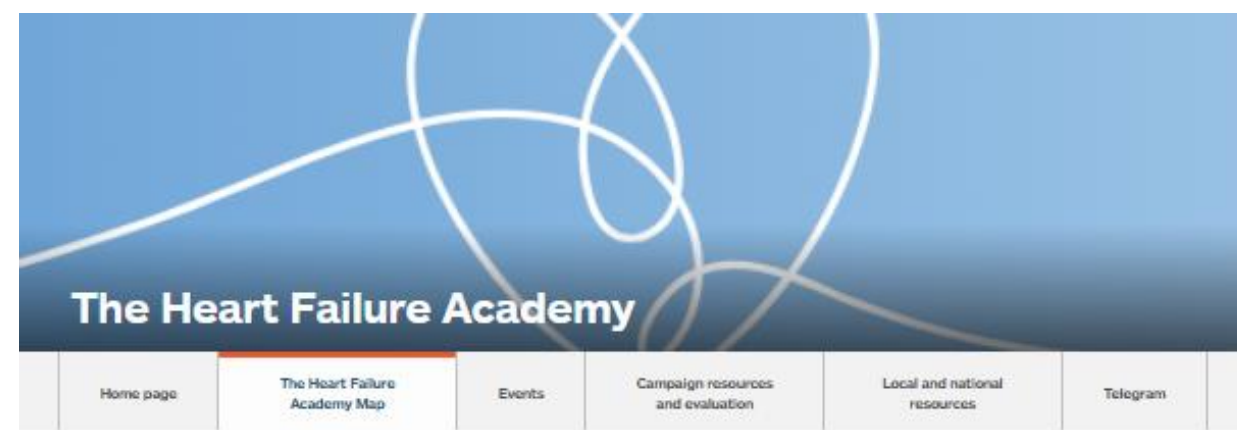 The Heart Failure Academy
Home page
The Heart Failure
Academy Map
Events
Campaign resources
and evaluation
Local and national
resources
Telegram